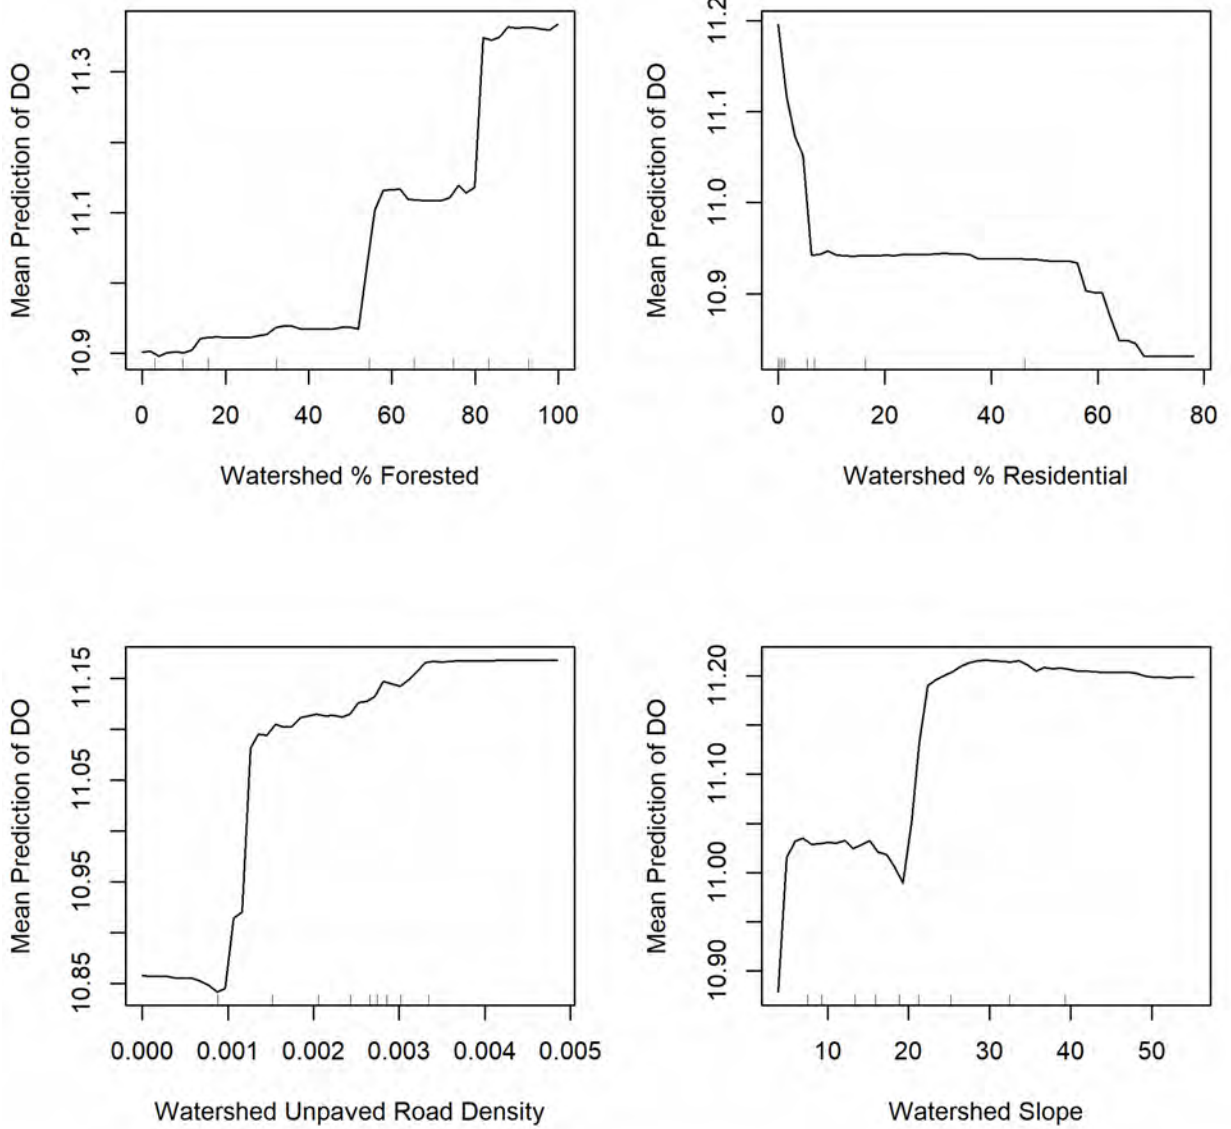 Mean Prediction of DO
11.3
11.1
10.9
0 20 40 60 80 100
Watershed % Forested
Mean Prediction of DO
11.2
11.1
11.0
10.9
0 20 40 60 80
Watershed % Residential
Mean Prediction of DO
11.15
11.05
10.95
10.85
0.000 0.001 0.002 0.003 0.004 0.005
Watershed Unpaved Road Density
Mean Prediction of DO
11.20
11.10
11.00
10.90
10 20 30 40 50
Watershed Slope